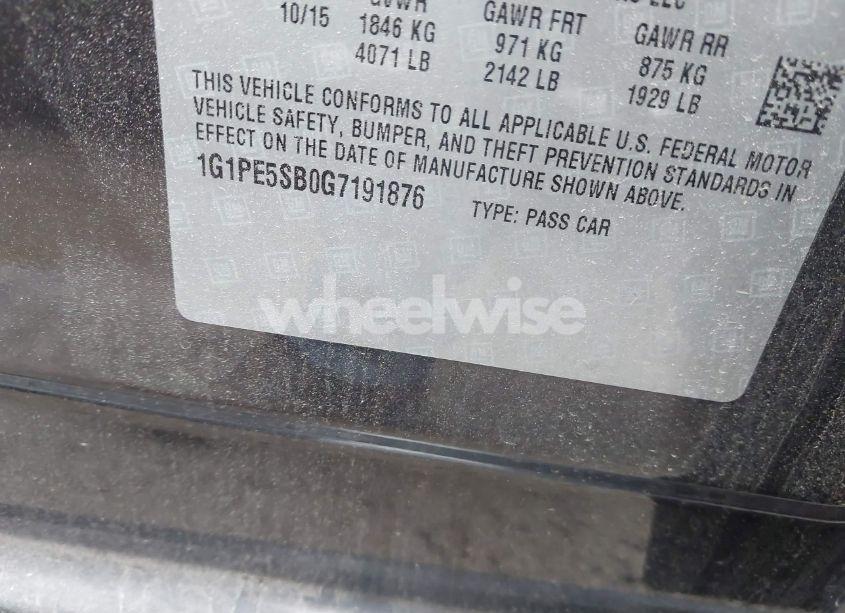 GVWR GAWR FRT GAWR RR
10/15 1846 KG 971 KG 875 KG
4071 LB 2142 LB 1929 LB
THIS VEHICLE CONFORMS TO ALL APPLICABLE U.S. FEDERAL MOTOR
VEHICLE SAFETY, BUMPER, AND THEFT PREVENTION STANDARDS IN
EFFECT ON THE DATE OF MANUFACTURE SHOWN ABOVE.
1G1PE5SB0G7191876 TYPE: PASS CAR
wheelwise